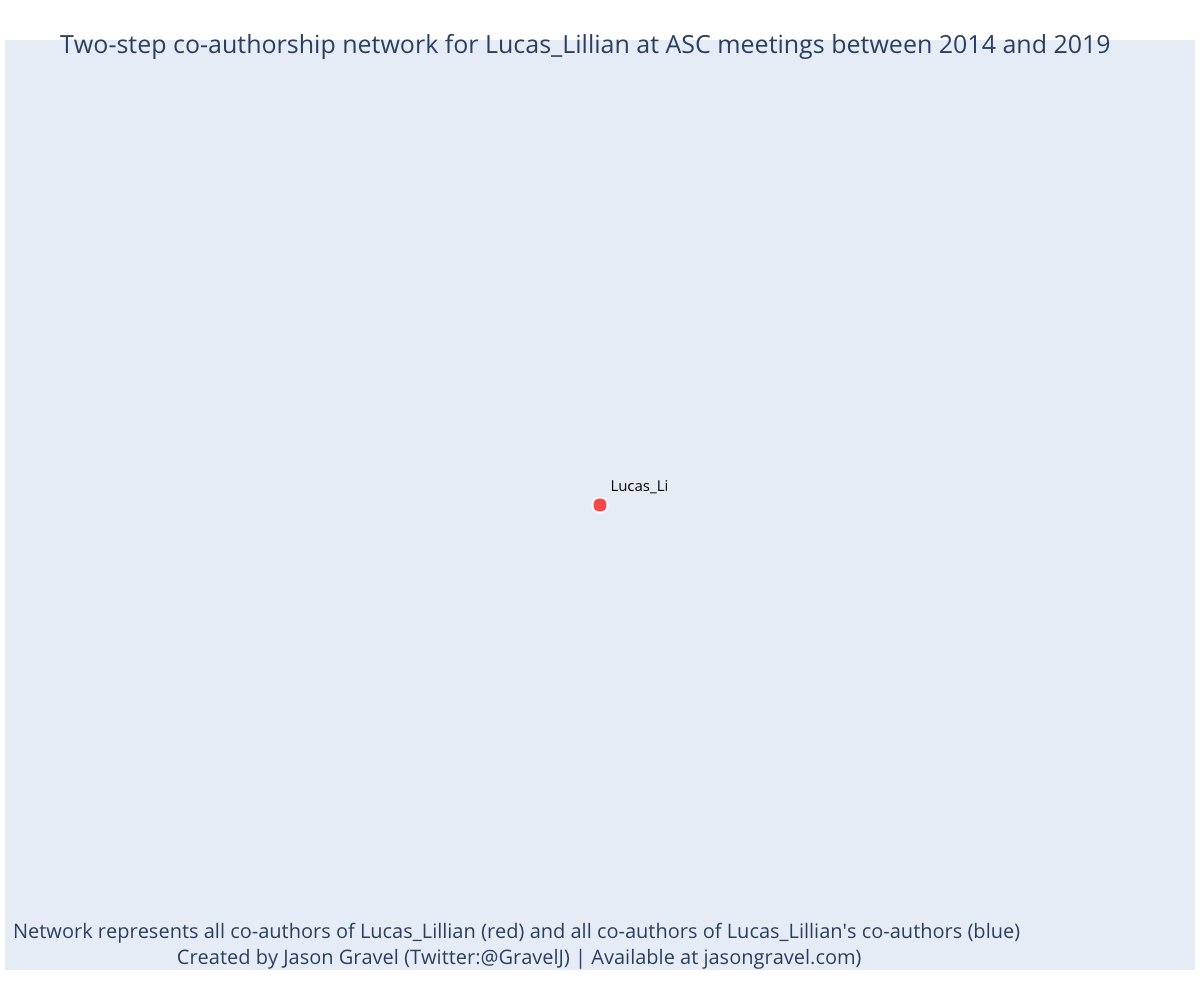 Two-step co-authorship network for Lucas_Lillian at ASC meetings between 2014 and 2019
Lucas_Li
Network represents all co-authors of Lucas_Lillian (red) and all co-authors of Lucas_Lillian's co-authors (blue)
Created by Jason Gravel (Twitter:@GravelJ) | Available at jasongravel.com)